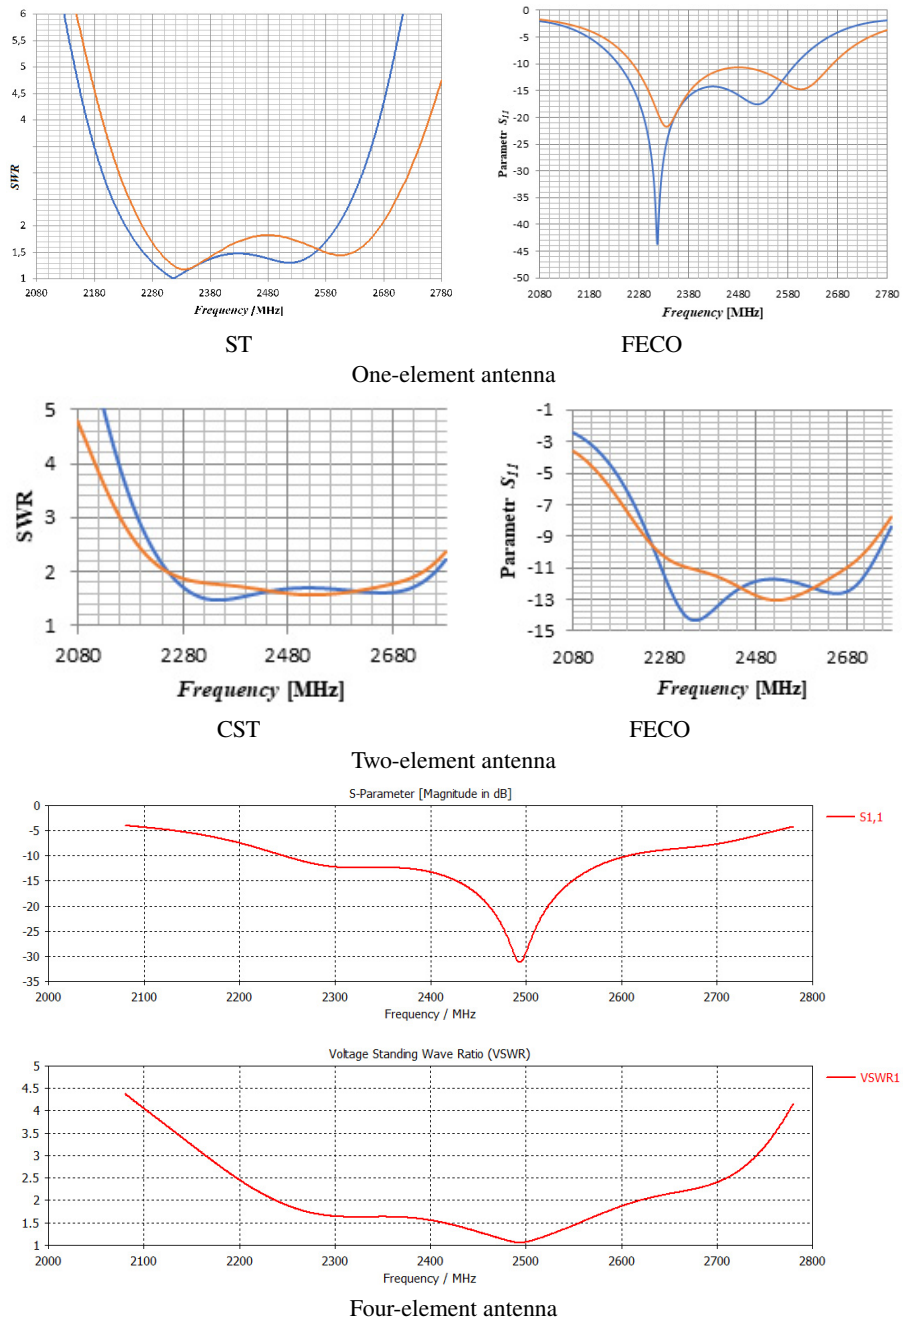 6
5,5
5
4,5
4
2
1,5
1
SWR
2080 2180 2280 2380 2480 2580 2680 2780
Frequency [MHz]
0
-5
-10
-15
-20
-25
-30
-35
-40
-45
-50
Parametr S11
2080 2180 2280 2380 2480 2580 2680 2780
Frequency [MHz]
ST FECO
One-element antenna
5
4
3
2
1
SWR
2080 2280 2480 2680
Frequency [MHz]
-1
-3
-5
-7
-9
-11
-13
-15
Parametr S11
2080 2280 2480 2680
Frequency [MHz]
CST FECO
Two-element antenna
S-Parameter [Magnitude in dB]
0
-5
-10
-15
-20
-25
-30
-35
S1,1
2000 2100 2200 2300 2400 2500 2600 2700 2800
Frequency / MHz
Voltage Standing Wave Ratio (VSWR)
5
4.5
4
3.5
3
2.5
2
1.5
1
VSWR1
2000 2100 2200 2300 2400 2500 2600 2700 2800
Frequency / MHz
Four-element antenna